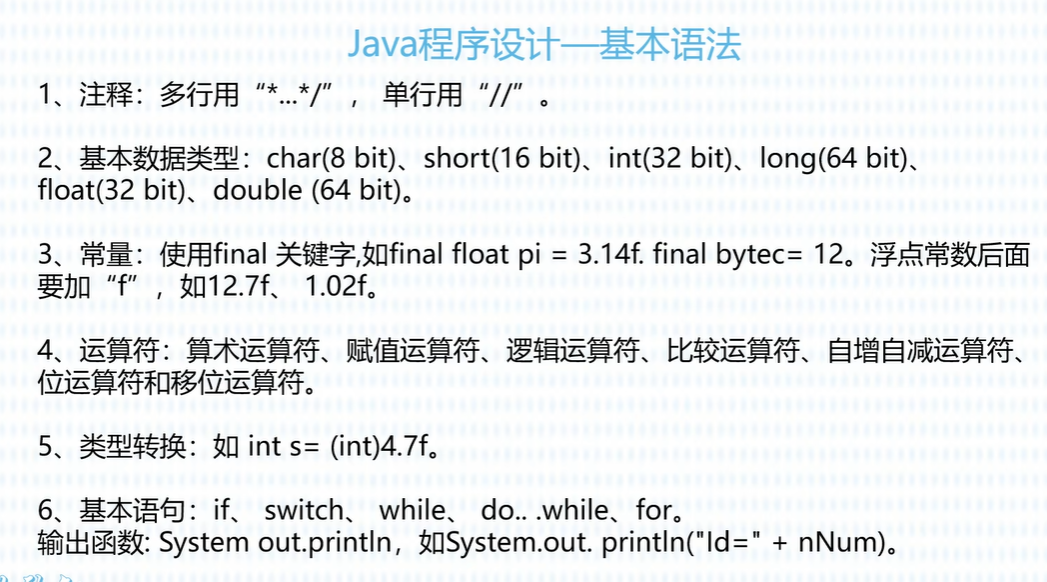 Java程序设计—基本语法
1、注释：多行用“*...*/”， 单行用“//”。
2、基本数据类型：char(8 bit)、short(16 bit)、int(32 bit)、long(64 bit)、
float(32 bit)、double (64 bit)。
3、常量：使用final 关键字,如final float pi = 3.14f. final bytec= 12。浮点常数后面
要加“f”，如12.7f、 1.02f。
4、运算符：算术运算符、赋值运算符、逻辑运算符、比较运算符、自增自减运算符、
位运算符和移位运算符。
5、类型转换：如 int s= (int)4.7f。
6、基本语句：if、 switch、 while、 do.. while、for。
输出函数: System out.println，如System.out. println("Id=" + nNum)。